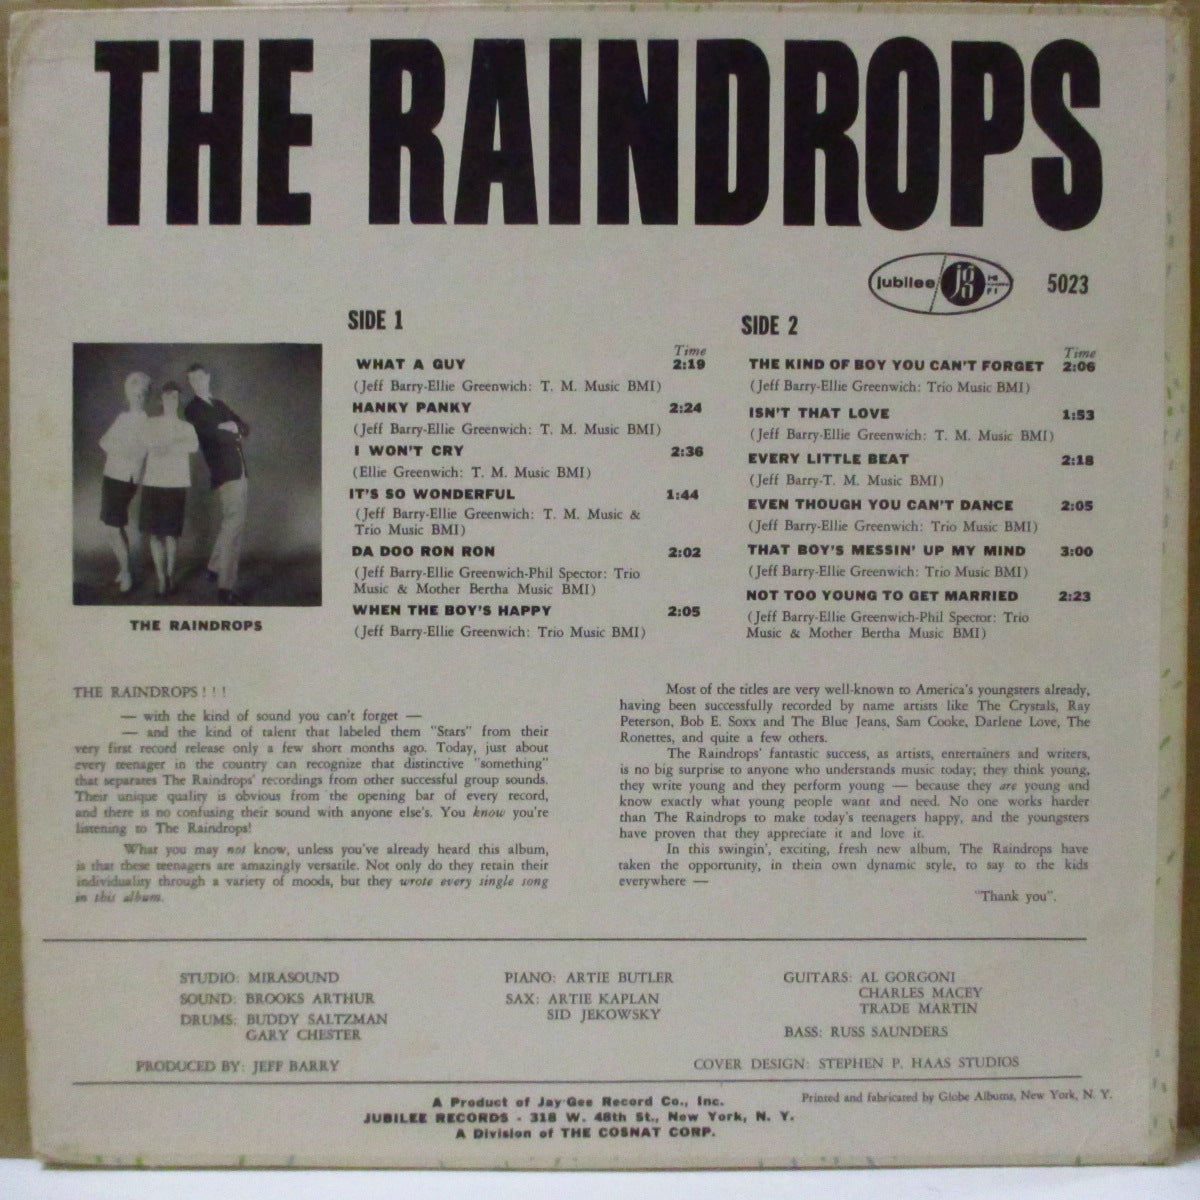 THE RAINDROPS
jubilee jg HI FI 5023
SIDE 1
Time
WHAT A GUY 2:19
(Jeff Barry-Ellie Greenwich: T. M. Music BMI)
HANKY PANKY 2:24
(Jeff Barry-Ellie Greenwich: T. M. Music BMI)
I WON'T CRY 2:36
(Ellie Greenwich: T. M. Music BMI)
IT'S SO WONDERFUL 1:44
(Jeff Barry-Ellie Greenwich: T. M. Music &
Trio Music BMI)
DA DOO RON RON 2:02
(Jeff Barry-Ellie Greenwich-Phil Spector: Trio
Music & Mother Bertha Music BMI)
WHEN THE BOY'S HAPPY 2:05
(Jeff Barry-Ellie Greenwich: Trio Music BMI)
SIDE 2
Time
THE KIND OF BOY YOU CAN'T FORGET 2:06
(Jeff Barry-Ellie Greenwich: Trio Music BMI)
ISN'T THAT LOVE 1:53
(Jeff Barry-Ellie Greenwich: T. M. Music BMI)
EVERY LITTLE BEAT 2:18
(Jeff Barry-T. M. Music BMI)
EVEN THOUGH YOU CAN'T DANCE 2:05
(Jeff Barry-Ellie Greenwich: Trio Music BMI)
THAT BOY'S MESSIN' UP MY MIND 3:00
(Jeff Barry-Ellie Greenwich: Trio Music BMI)
NOT TOO YOUNG TO GET MARRIED 2:23
(Jeff Barry-Ellie Greenwich-Phil Spector: Trio
Music & Mother Bertha Music BMI)
THE RAINDROPS
THE RAINDROPS ! ! !
— with the kind of sound you can't forget —
— and the kind of talent that labeled them "Stars" from their
very first record release only a few short months ago. Today, just about
every teenager in the country can recognize that distinctive "something"
that separates The Raindrops' recordings from other successful group sounds.
Their unique quality is obvious from the opening bar of every record,
and there is no confusing their sound with anyone else's. You know you're
listening to The Raindrops!
What you may not know, unless you've already heard this album,
is that these teenagers are amazingly versatile. Not only do they retain their
individuality through a variety of moods, but they wrote every single song
in this album.
Most of the titles are very well-known to America's youngsters already,
having been successfully recorded by name artists like The Crystals, Ray
Peterson, Bob E. Soxx and The Blue Jeans, Sam Cooke, Darlene Love, The
Ronettes, and quite a few others.
The Raindrops' fantastic success, as artists, entertainers and writers,
is no big surprise to anyone who understands music today; they think young,
they write young and they perform young — because they are young and
know exactly what young people want and need. No one works harder
than The Raindrops to make today's teenagers happy, and the youngsters
have proven that they appreciate it and love it.
In this swingin', exciting, fresh new album, The Raindrops have
taken the opportunity, in thein own dynamic style, to say to the kids
everywhere —
"Thank you".
STUDIO: MIRASOUND
SOUND: BROOKS ARTHUR
DRUMS: BUDDY SALTZMAN
GARY CHESTER
PRODUCED BY: JEFF BARRY
PIANO: ARTIE BUTLER
SAX: ARTIE KAPLAN
SID JEKOWSKY
GUITARS: AL GORGONI
CHARLES MACEY
TRADE MARTIN
BASS: RUSS SAUNDERS
COVER DESIGN: STEPHEN P. HAAS STUDIOS
A Product of Jay-Gee Record Co., Inc.
JUBILEE RECORDS - 318 W. 48th St., New York, N. Y.
A Division of THE COSNAT CORP.
Printed and fabricated by Globe Albums, New York, N. Y.